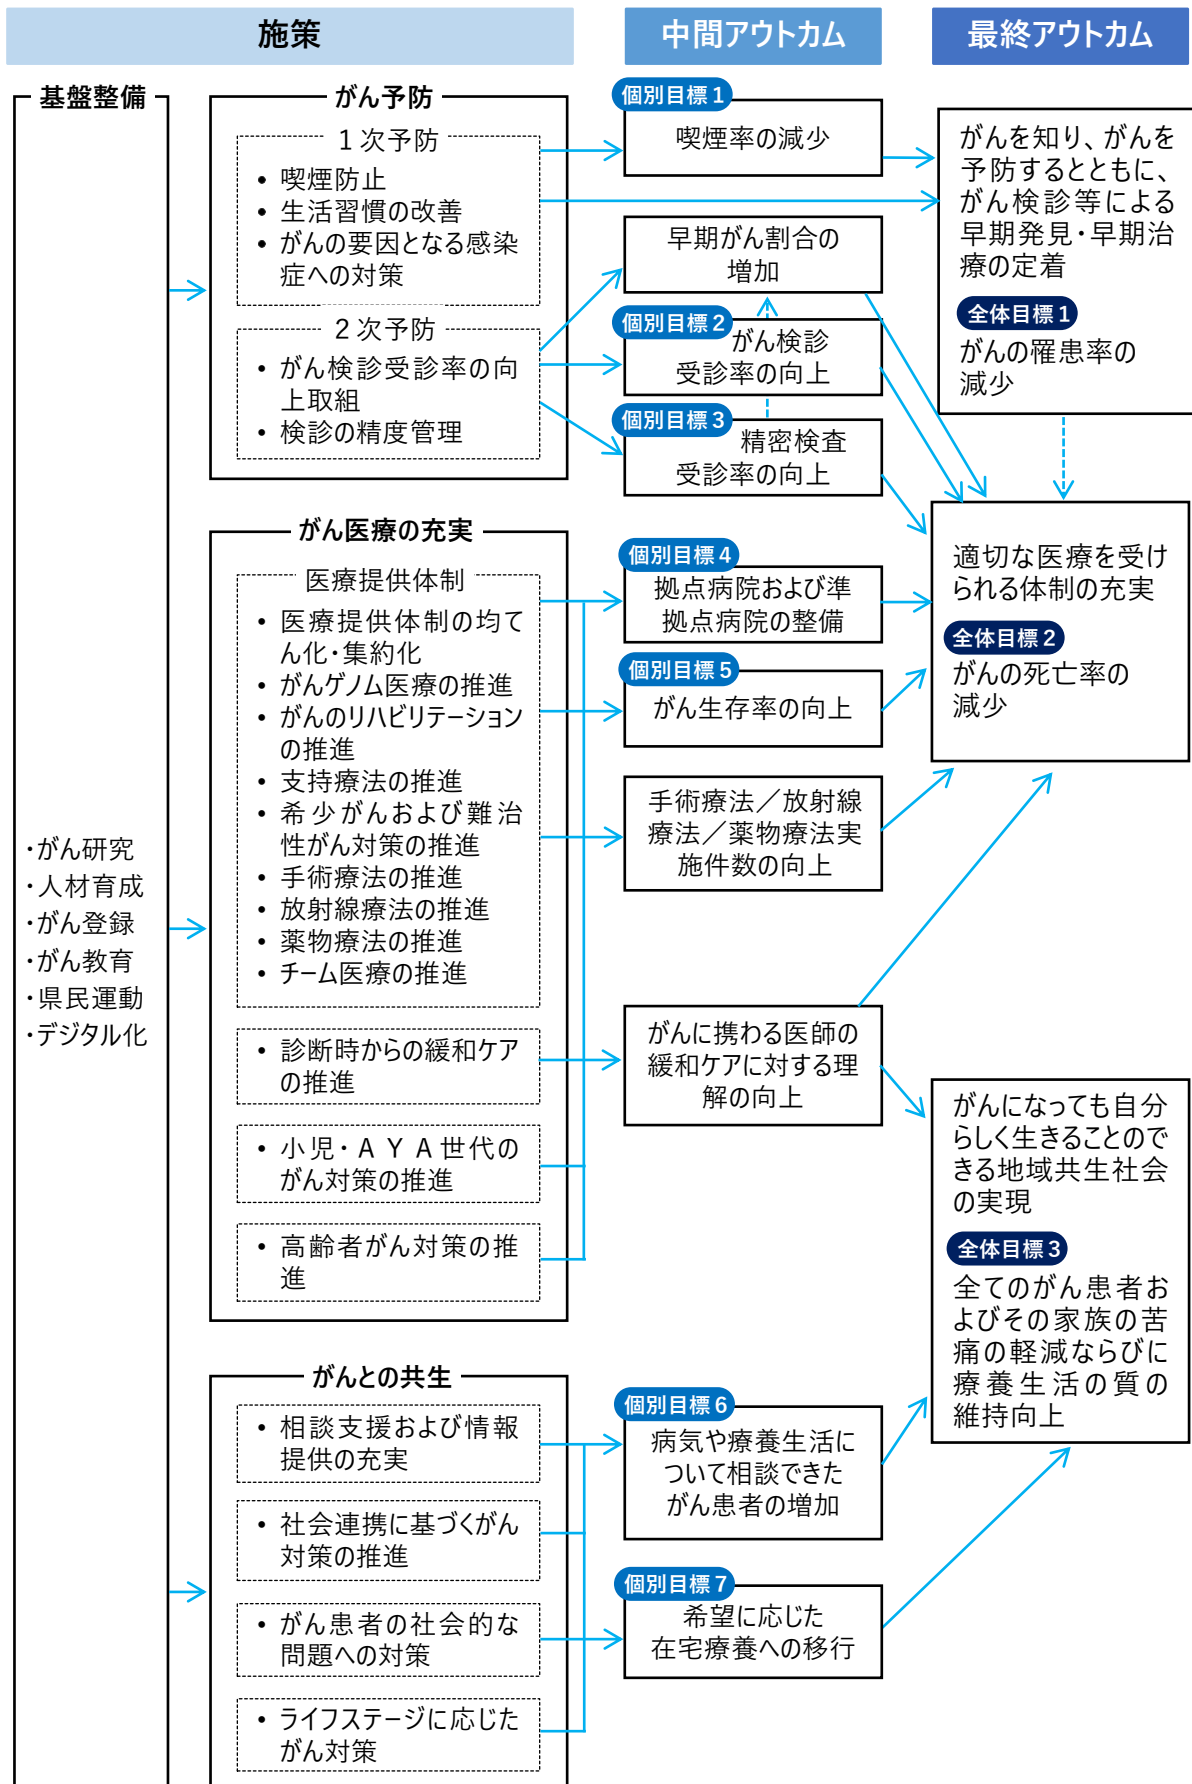 施策
中間アウトカム
最終アウトカム
基盤整備
・がん研究
・人材育成
・がん登録
・がん教育
・県民運動
・デジタル化
がん予防
1次予防
• 喫煙防止
• 生活習慣の改善
• がんの要因となる感染
症への対策
2次予防
• がん検診受診率の向
上取組
• 検診の精度管理
がん医療の充実
医療提供体制
• 医療提供体制の均て
ん化・集約化
• がんゲノム医療の推進
• がんのリハビリテーション
の推進
• 支持療法の推進
• 希少がんおよび難治
性がん対策の推進
• 手術療法の推進
• 放射線療法の推進
• 薬物療法の推進
• チーム医療の推進
• 診断時からの緩和ケア
の推進
• 小児・AYA世代の
がん対策の推進
• 高齢者がん対策の推
進
がんとの共生
• 相談支援および情報
提供の充実
• 社会連携に基づくがん
対策の推進
• がん患者の社会的な
問題への対策
• ライフステージに応じた
がん対策
個別目標1
喫煙率の減少
早期がん割合の
増加
個別目標2
がん検診
受診率の向上
個別目標3
精密検査
受診率の向上
個別目標4
拠点病院および準
拠点病院の整備
個別目標5
がん生存率の向上
手術療法／放射線
療法／薬物療法実
施件数の向上
がんに携わる医師の
緩和ケアに対する理
解の向上
個別目標6
病気や療養生活に
ついて相談できた
がん患者の増加
個別目標7
希望に応じた
在宅療養への移行
がんを知り、がんを
予防するとともに、
がん検診等による
早期発見・早期治
療の定着
全体目標1
がんの罹患率の
減少
適切な医療を受け
られる体制の充実
全体目標2
がんの死亡率の
減少
がんになっても自分
らしく生きることので
きる地域共生社会
の実現
全体目標3
全てのがん患者お
よびその家族の苦
痛の軽減ならびに
療養生活の質の
維持向上